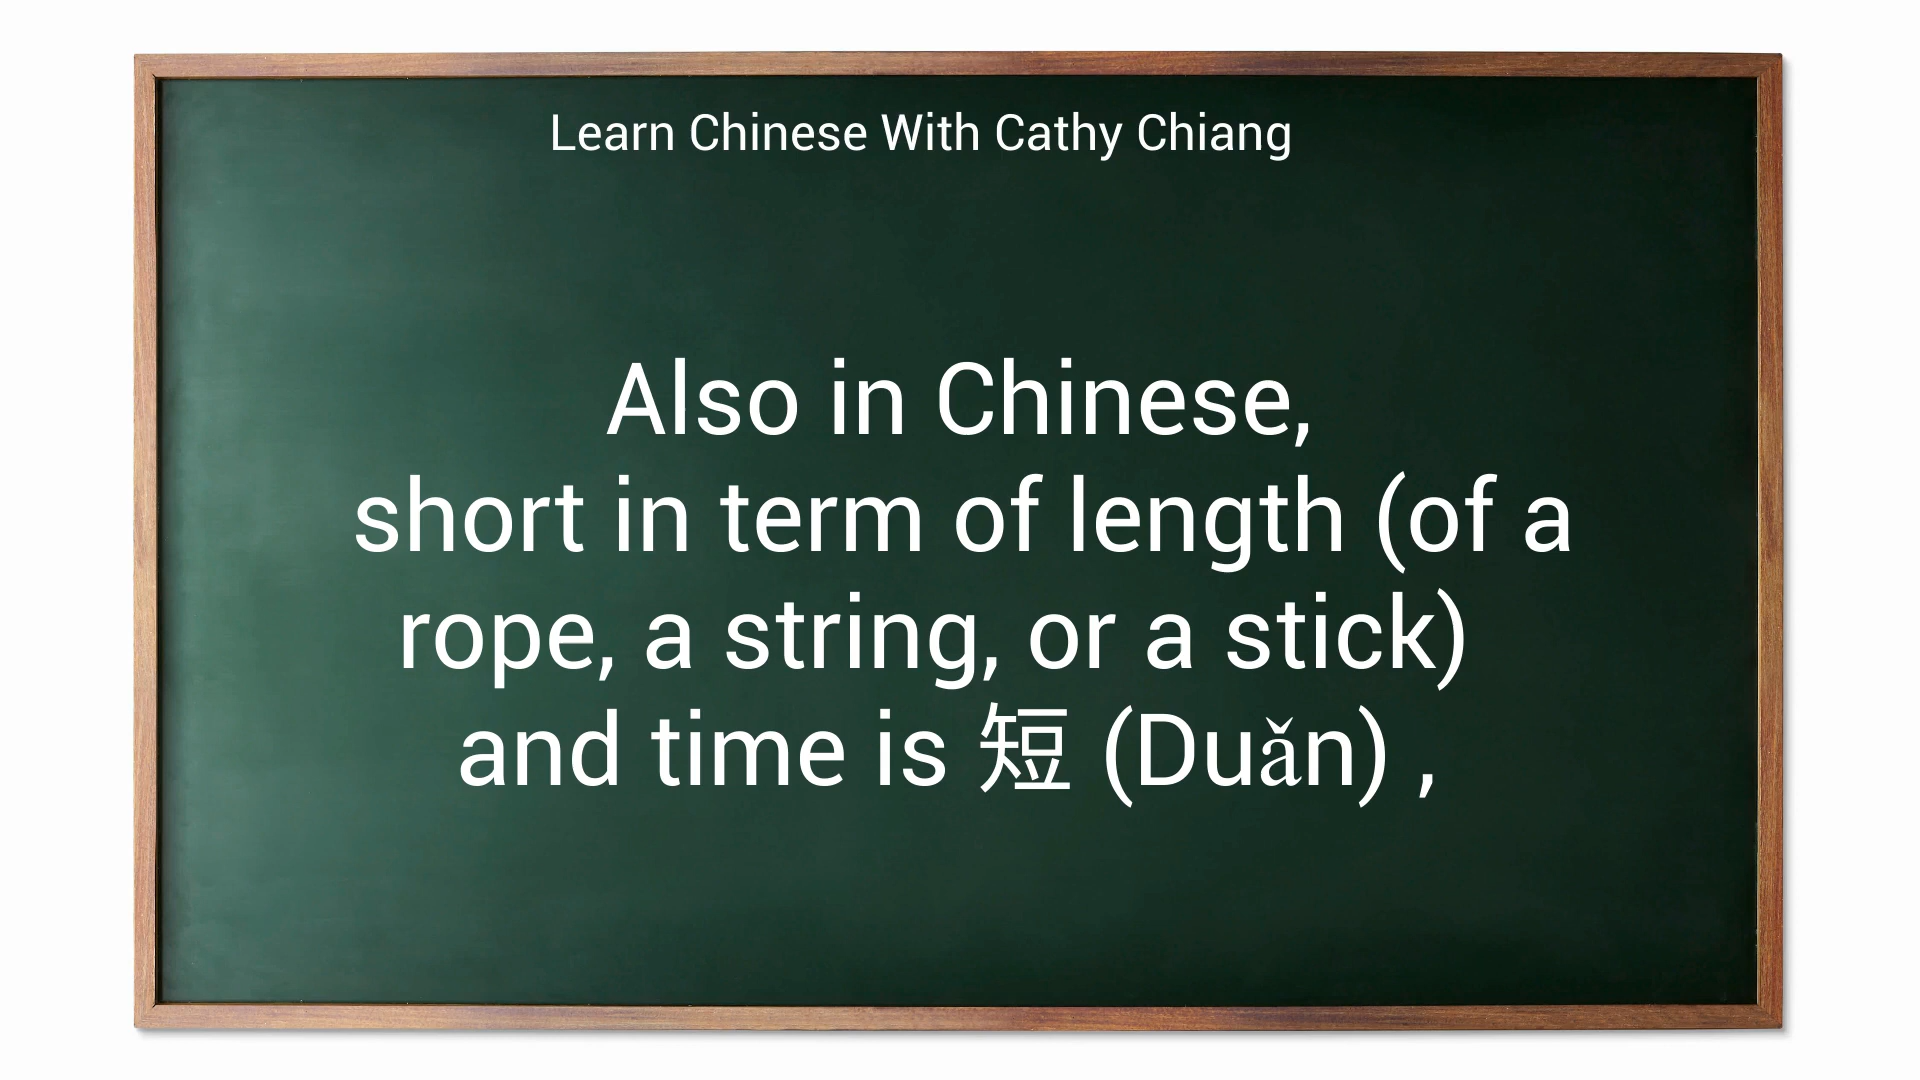 Learn Chinese With Cathy Chiang
Also in Chinese,
short in term of length (of a
rope, a string, or a stick)
and time is 短 (Duǎn) ,